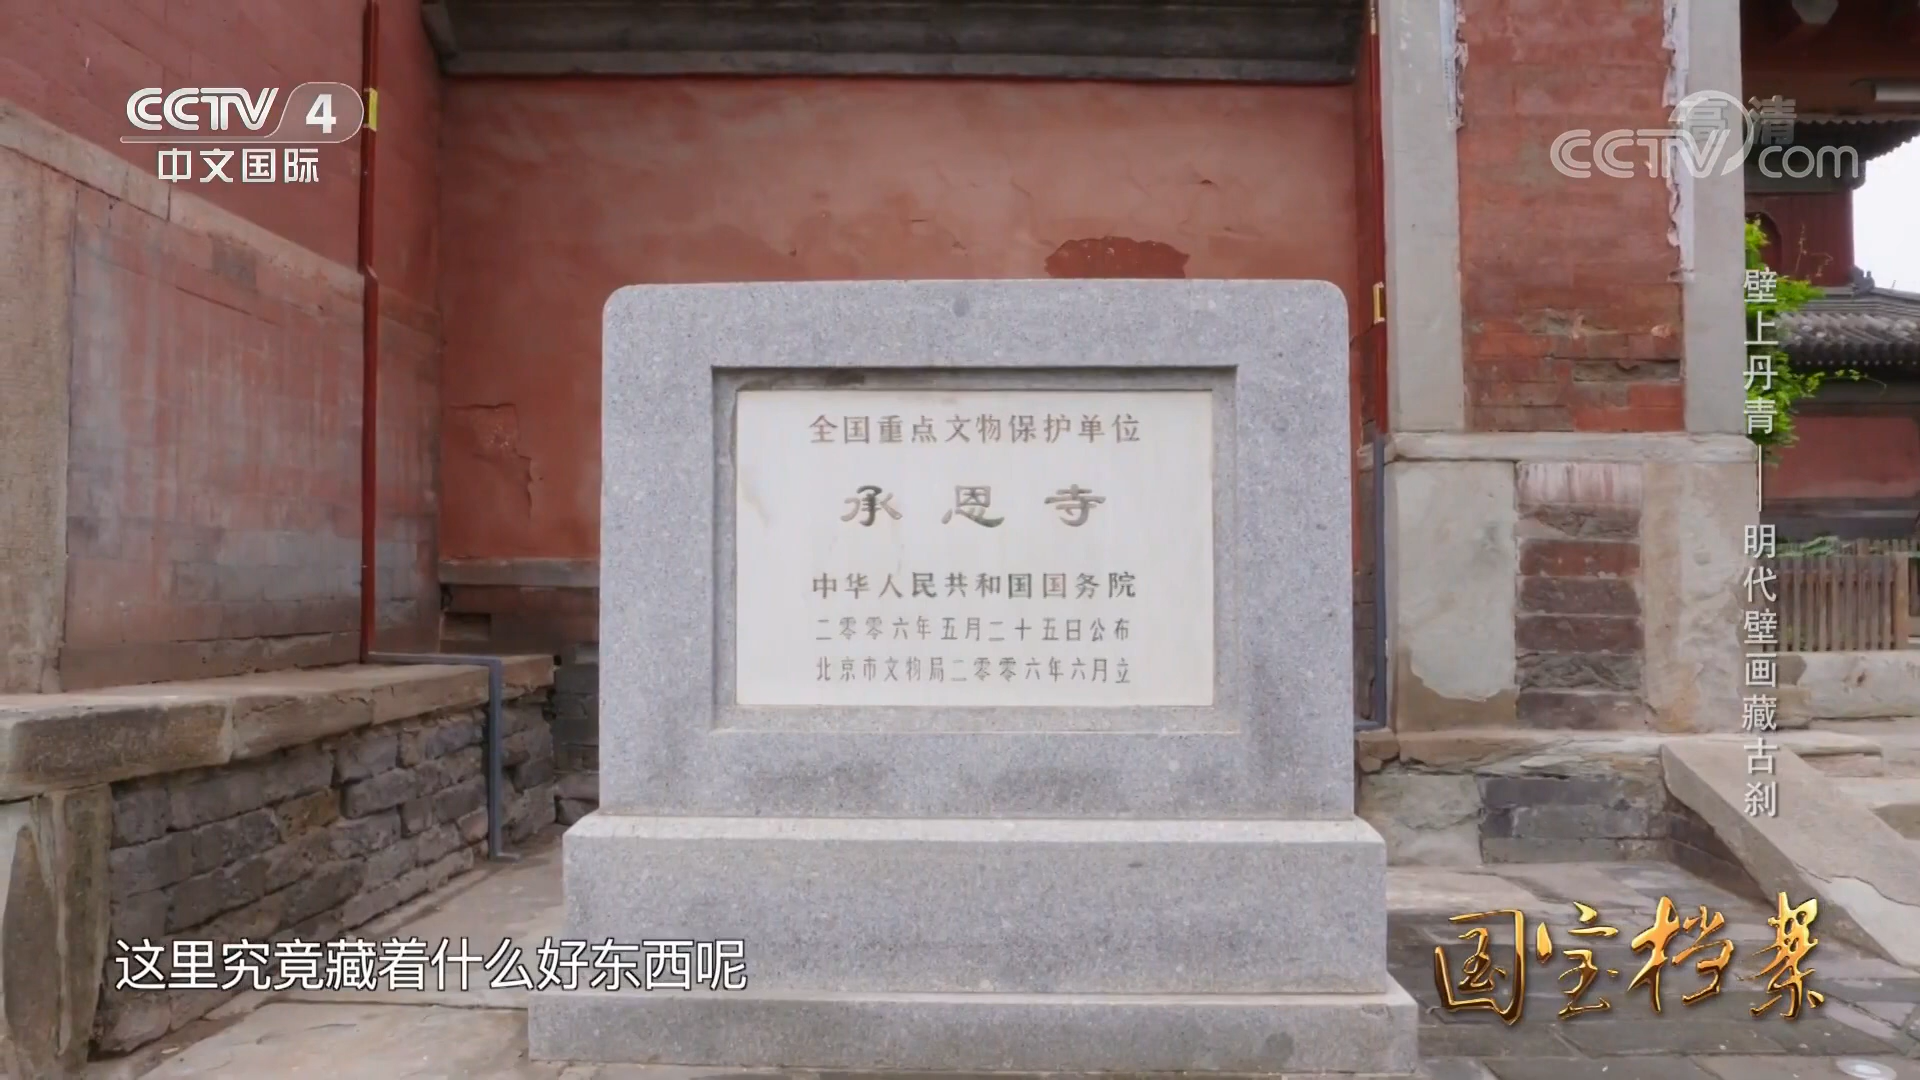 CCTV 4
中文国际
高清
CCTV.com
全国重点文物保护单位
承恩寺
中华人民共和国国务院
二零零六年五月二十五日公布
北京市文物局二零零六年六月立
壁上丹青——明代壁画藏古刹
这里究竟藏着什么好东西呢
国宝档案